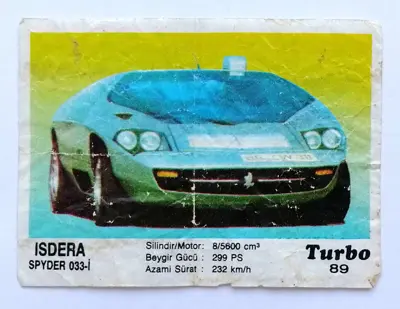 ISDERA
SPYDER 033-İ
Silindir/Motor: 8/5600 cm³
Beygir Gücü : 299 PS
Azami Sürat : 232 km/h
Turbo
89